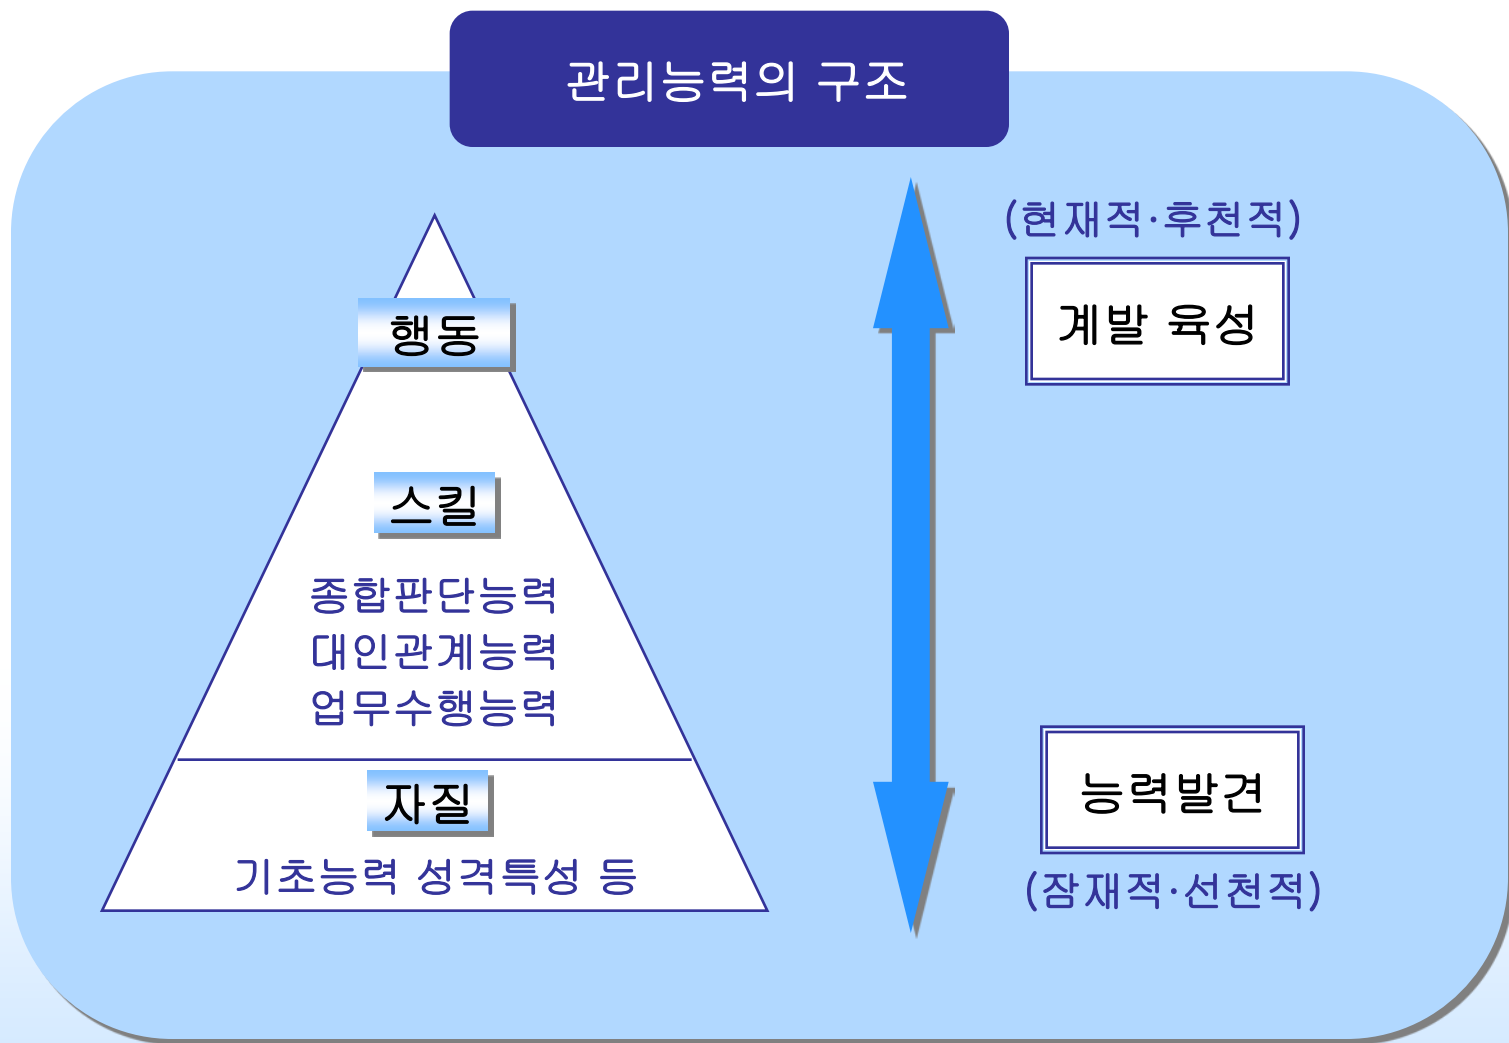 관리능력의 구조
행동
스킬
종합판단능력
대인관계능력
업무수행능력
자질
기초능력 성격특성 등
(현재적·후천적)
계발 육성
능력발견
(잠재적·선천적)